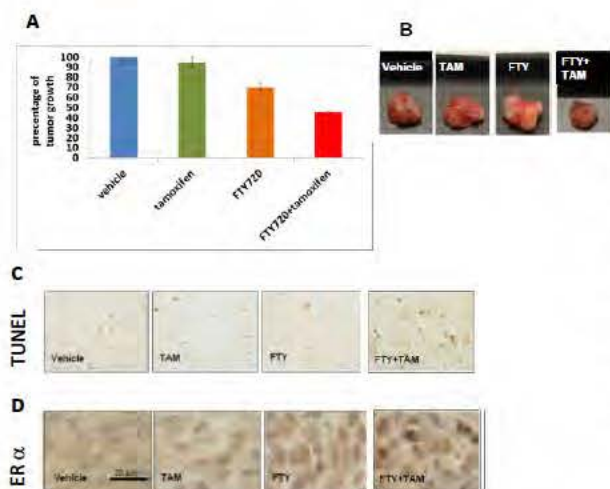 A
precentage of
tumor growth
100
90
80
70
60
50
40
30
20
10
0
vehicle
tamoxifen
FTY720
FTY720+tamoxifen
B
Vehicle
TAM
FTY
FTY+
TAM
C
TUNEL
Vehicle
TAM
FTY
FTY+TAM
D
ER α
Vehicle
TAM
FTY
FTY+TAM